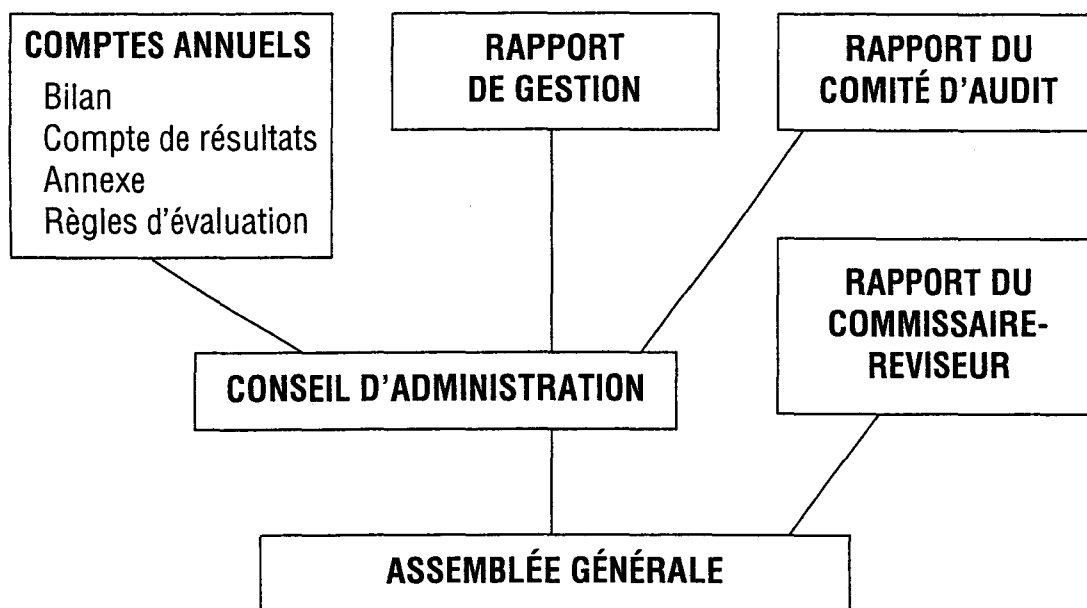 COMPTES ANNUELS
Bilan
Compte de résultats
Annexe
Règles d'évaluation
RAPPORT
DE GESTION
RAPPORT DU
COMITÉ D'AUDIT
RAPPORT DU
COMMISSAIRE-
REVISEUR
CONSEIL D'ADMINISTRATION
ASSEMBLÉE GÉNÉRALE